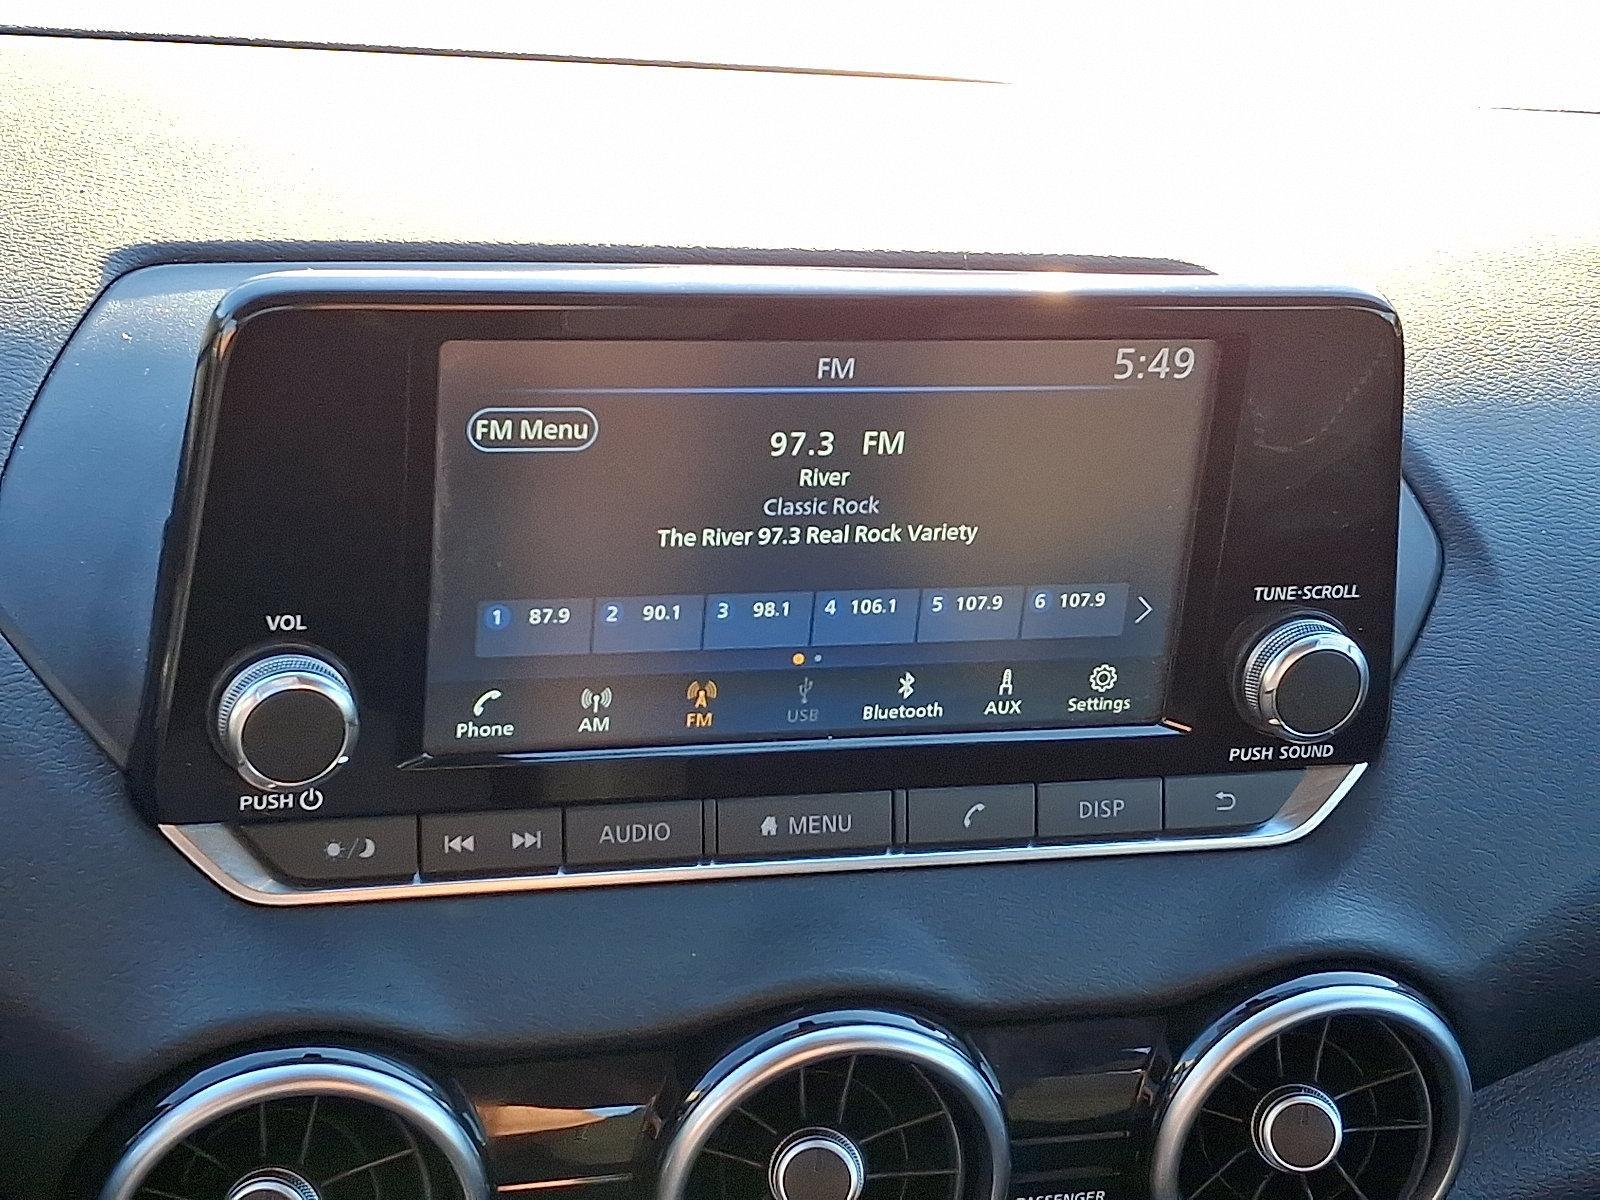 FM 5:49
FM Menu
97.3 FM
River
Classic Rock
The River 97.3 Real Rock Variety
1 87.9 2 90.1 3 98.1 4 106.1 5 107.9 6 107.9
Phone AM FM USB Bluetooth AUX Settings
VOL
PUSH
TUNE·SCROLL
PUSH SOUND
AUDIO MENU DISP
PASSENGER